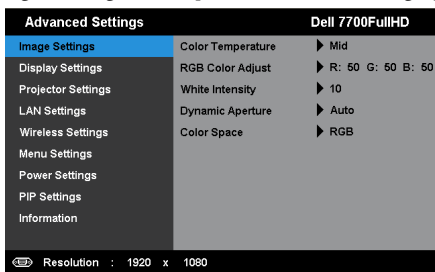 Advanced Settings Dell 7700FullHD
Image Settings Color Temperature Mid
Display Settings RGB Color Adjust R: 50 G: 50 B: 50
Projector Settings White Intensity 10
LAN Settings Dynamic Aperture Auto
Wireless Settings Color Space RGB
Menu Settings
Power Settings
PIP Settings
Information
Resolution : 1920 x 1080